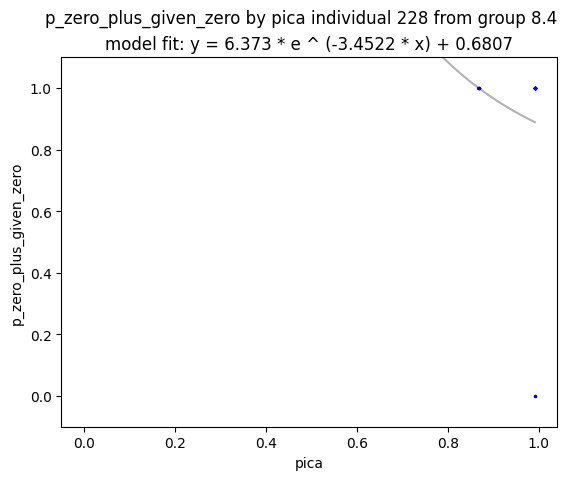 p_zero_plus_given_zero by pica individual 228 from group 8.4
model fit: y = 6.373 * e ^ (-3.4522 * x) + 0.6807
1.0
0.8
0.6
0.4
0.2
0.0
p_zero_plus_given_zero
0.0 0.2 0.4 0.6 0.8 1.0
pica